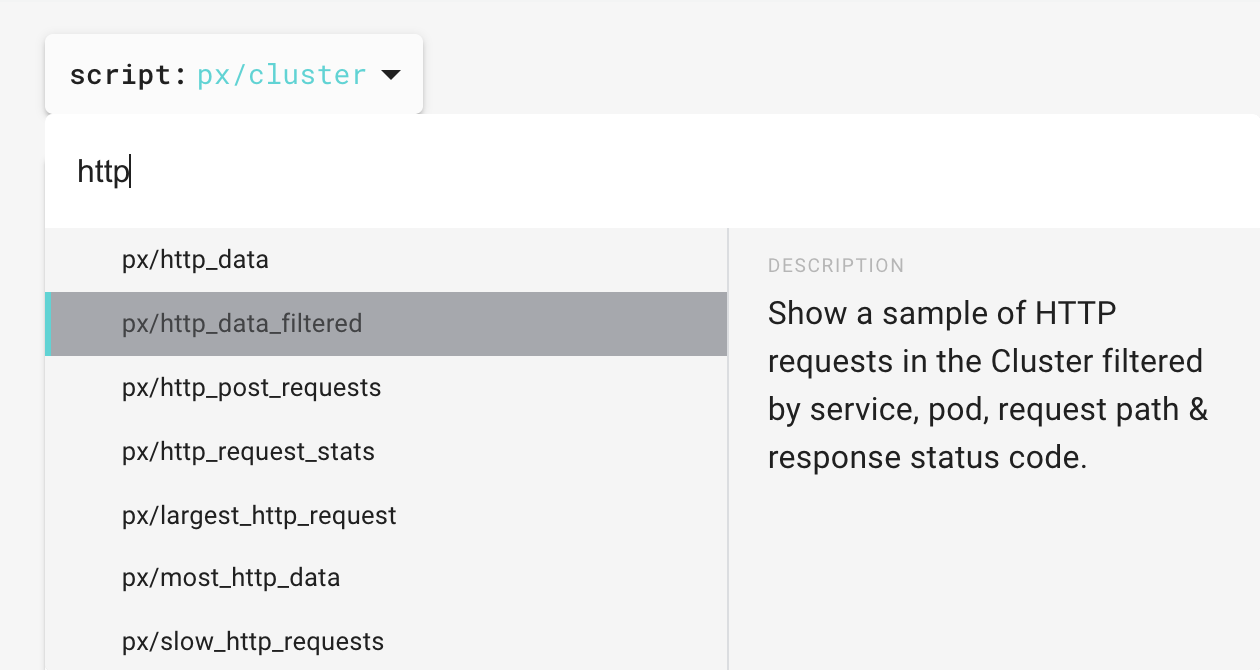 script: px/cluster
http
px/http_data
px/http_data_filtered
px/http_post_requests
px/http_request_stats
px/largest_http_request
px/most_http_data
px/slow_http_requests
DESCRIPTION
Show a sample of HTTP
requests in the Cluster filtered
by service, pod, request path &
response status code.